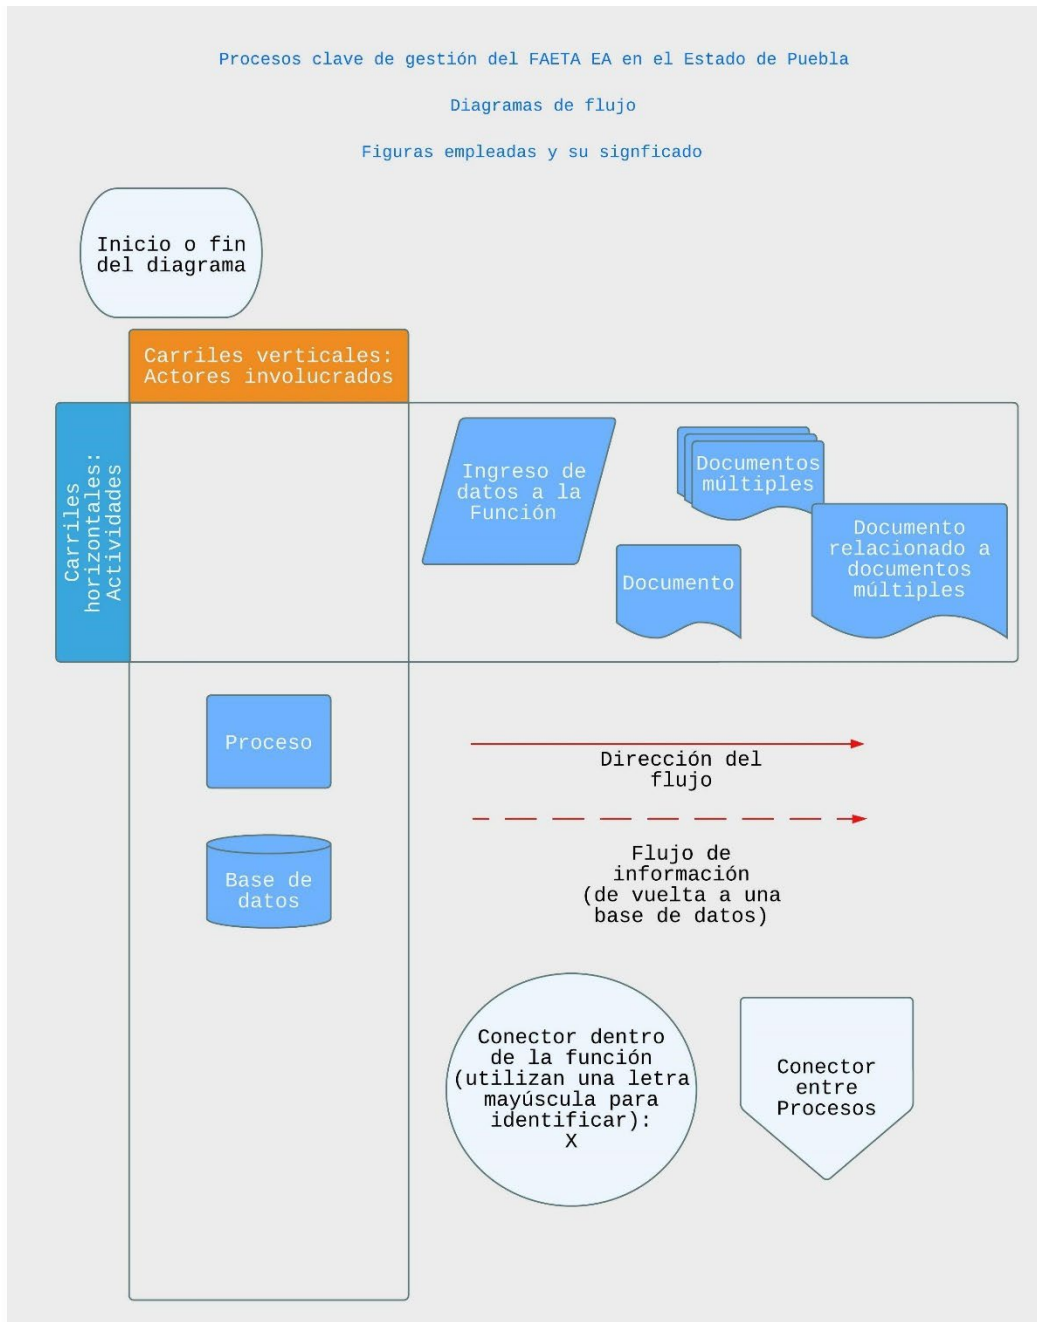 Procesos clave de gestión del FAETA EA en el Estado de Puebla
Diagramas de flujo
Figuras empleadas y su signficado
Inicio o fin
del diagrama
Carriles verticales:
Actores involucrados
Carriles
horizontales:
Actividades
Ingreso de
datos a la
Función
Documentos
múltiples
Documento
Documento
relacionado a
documentos
múltiples
Proceso
Dirección del
flujo
Base de
datos
Flujo de
información
(de vuelta a una
base de datos)
Conector dentro
de la función
(utilizan una letra
mayúscula para
identificar):
X
Conector
entre
Procesos